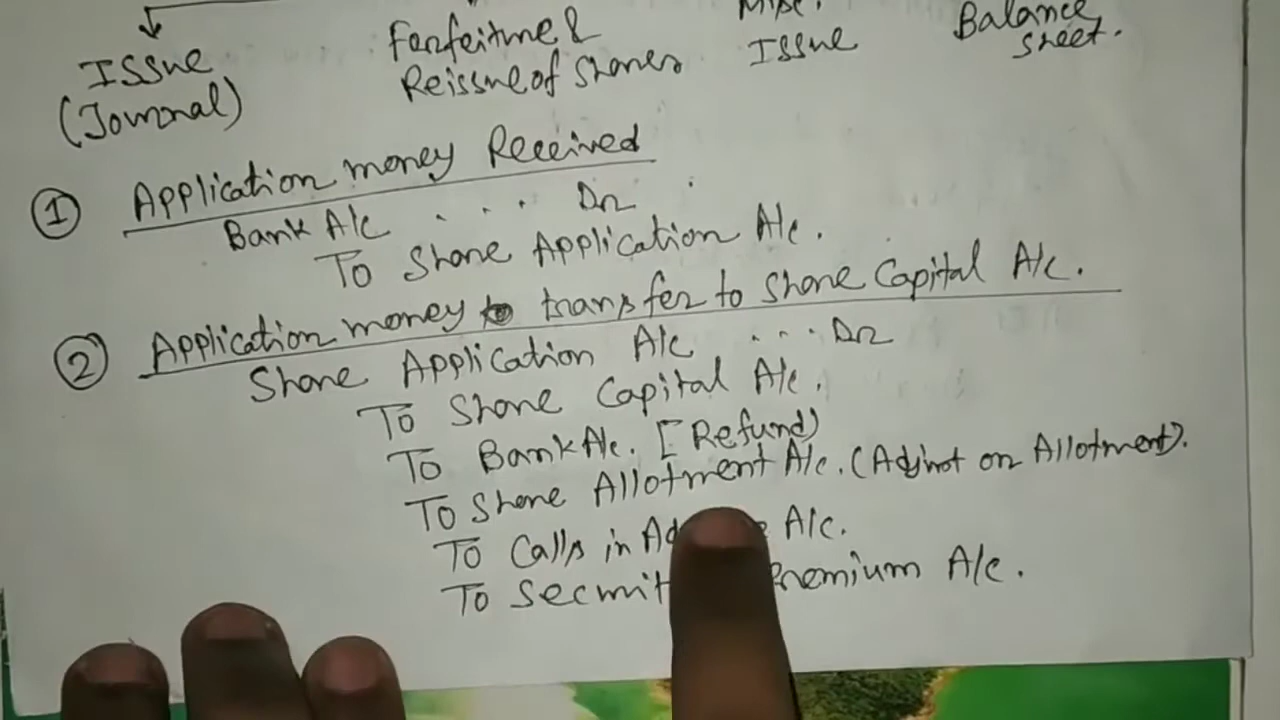 Issue
(Journal)
Forfeiture &
Reissue of Shares
Misc.
Issue
Balance
Sheet.
① Application money Received
Bank A/c . . . Dr
To Share Application A/c.
② Application money transfer to Share Capital A/c.
Share Application A/c ... Dr
To Share Capital A/c.
To Bank A/c. [Refund)
To Share Allotment A/c. (Adjust on Allotment).
To Calls in A/c.
To Premium A/c.